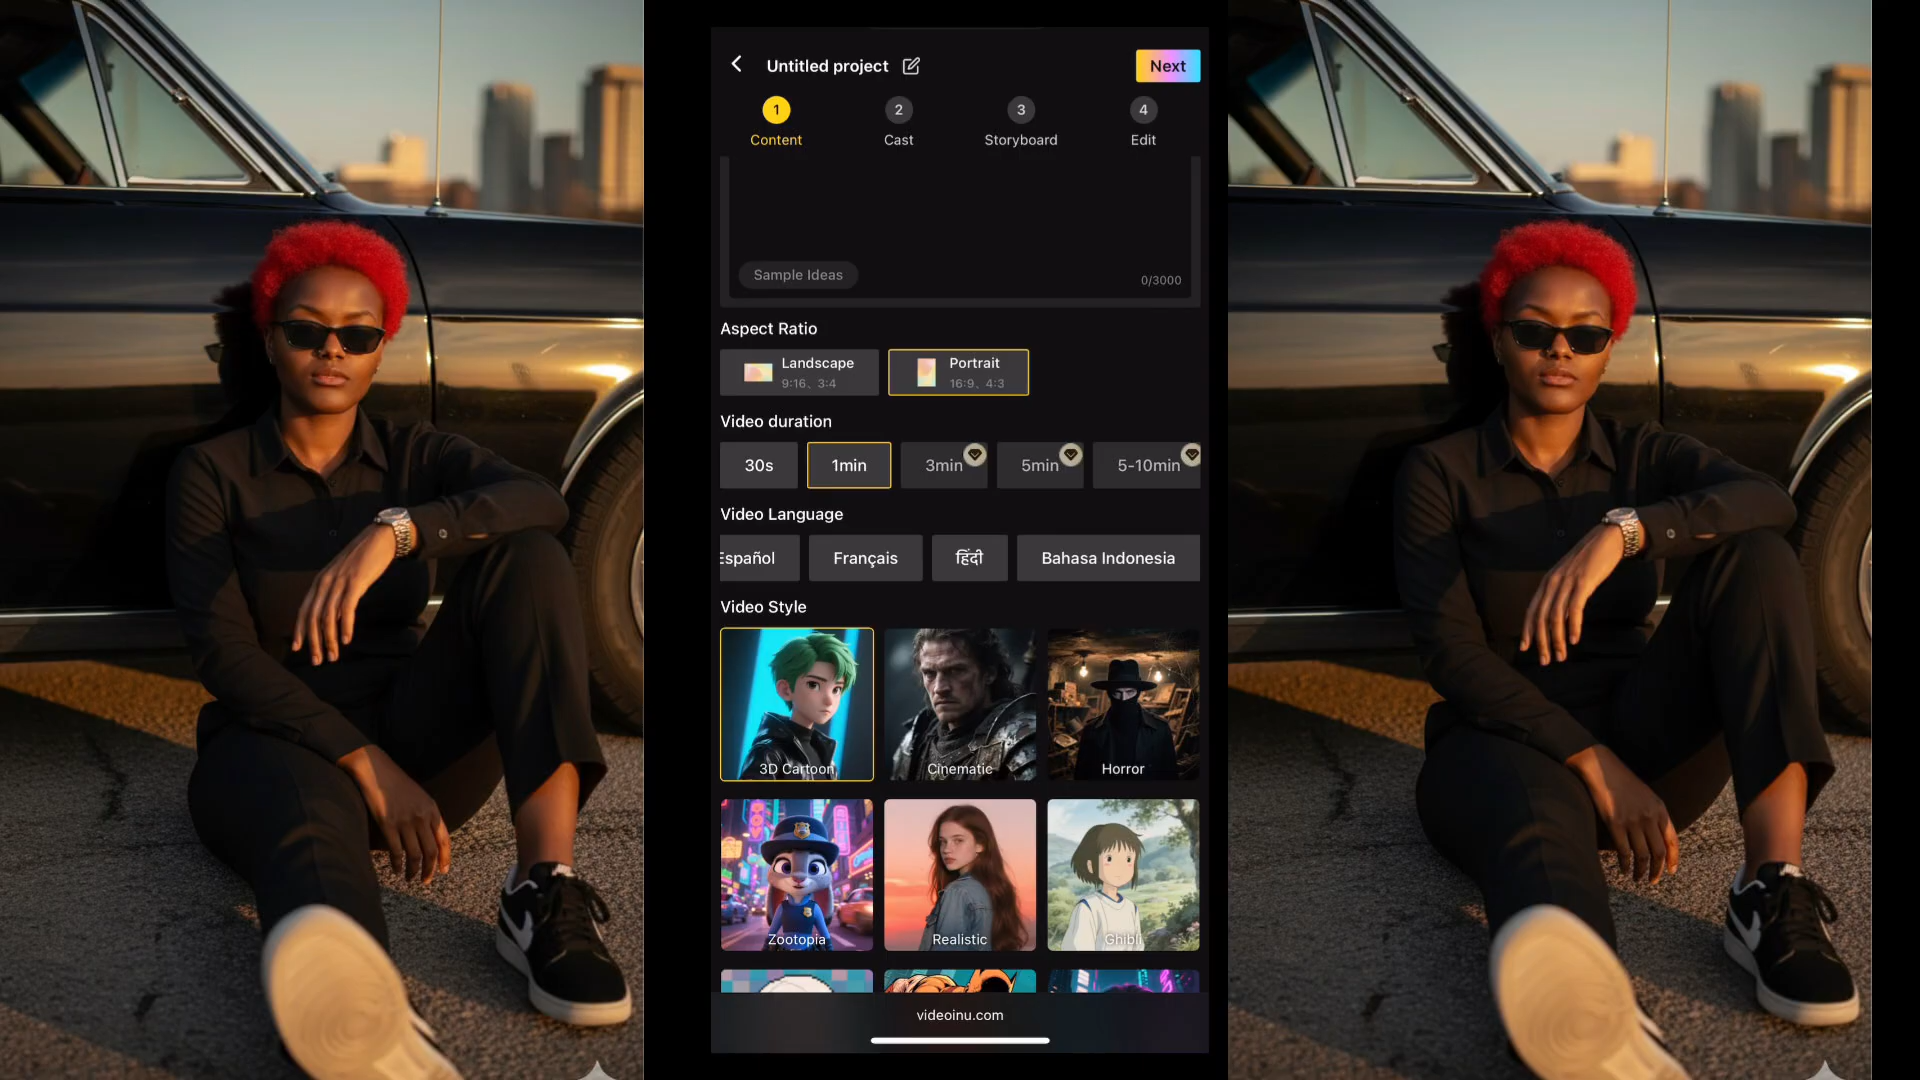 Untitled project
Next
1 2 3 4
Content Cast Storyboard Edit
Sample Ideas
0/3000
Aspect Ratio
Landscape
9:16、3:4
Portrait
16:9、4:3
Video duration
30s 1min 3min 5min 5-10min
Video Language
Español Français हिंदी Bahasa Indonesia
Video Style
3D Cartoon Cinematic Horror
Zootopia Realistic Ghibli
videoinu.com